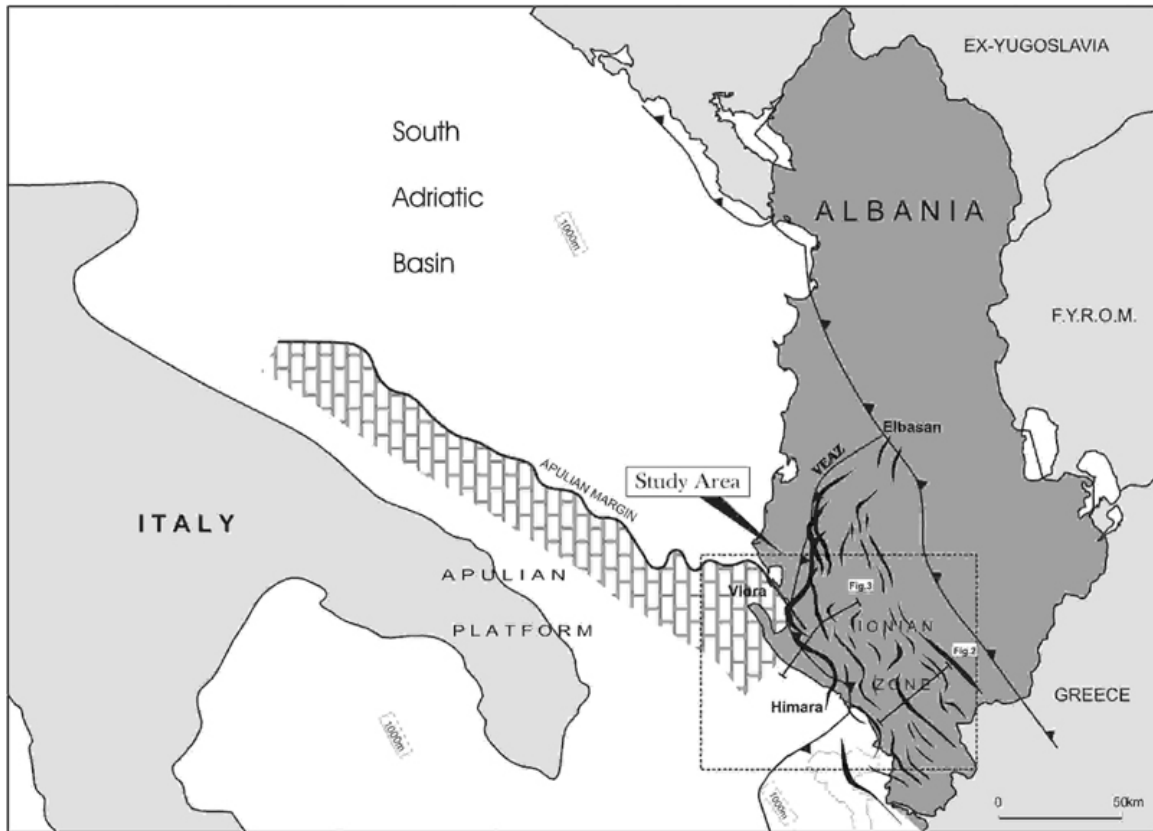 EX-YUGOSLAVIA
South
Adriatic
Basin
1000m
ALBANIA
F.Y.R.O.M.
Elbasan
VEAZ
Study Area
APULIAN MARGIN
ITALY
APULIAN
PLATFORM
Vlora
Fig.3
IONIAN
Fig.2
ZONE
GREECE
Himara
1000m
1000m
0 50km